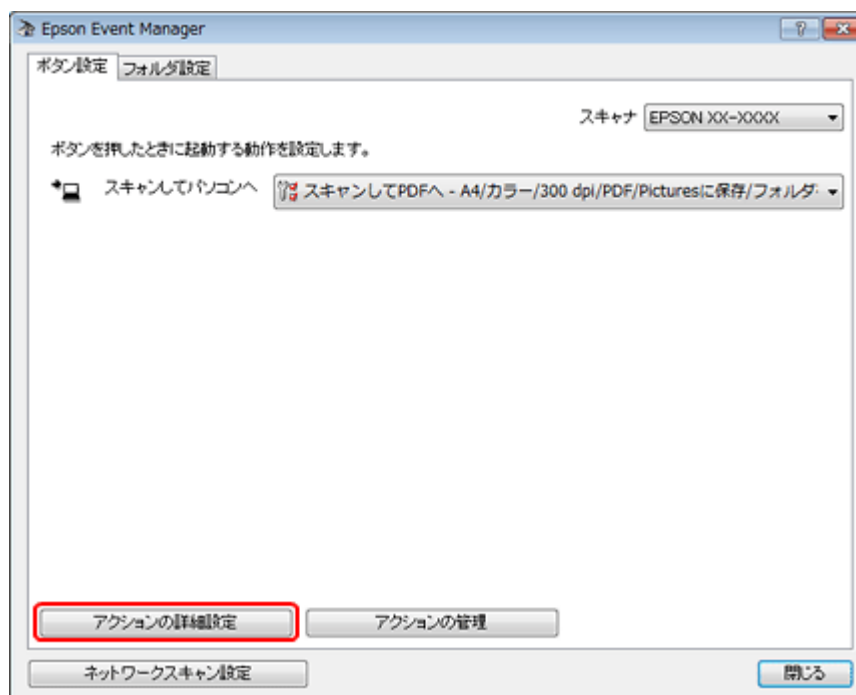 Epson Event Manager
ボタン設定 フォルダ設定
スキャナ EPSON XX-XXXX
ボタンを押したときに起動する動作を設定します。
スキャンしてパソコンへ スキャンしてPDFへ - A4/カラー/300 dpi/PDF/Picturesに保存/フォルダ
アクションの詳細設定 アクションの管理
ネットワークスキャン設定 閉じる